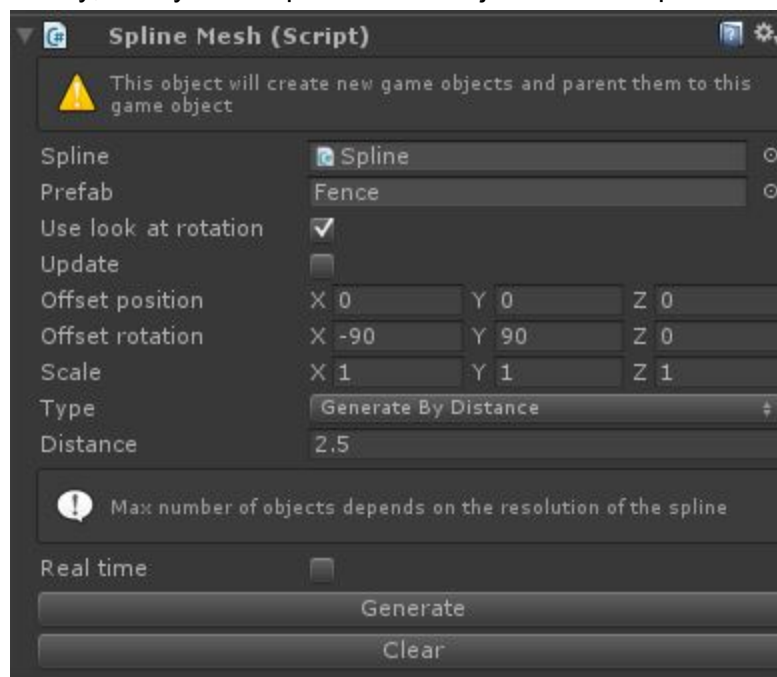 Spline Mesh (Script)
This object will create new game objects and parent them to this
game object
Spline Spline
Prefab Fence
Use look at rotation
Update
Offset position X 0 Y 0 Z 0
Offset rotation X -90 Y 90 Z 0
Scale X 1 Y 1 Z 1
Type Generate By Distance
Distance 2.5
Max number of objects depends on the resolution of the spline
Real time
Generate
Clear